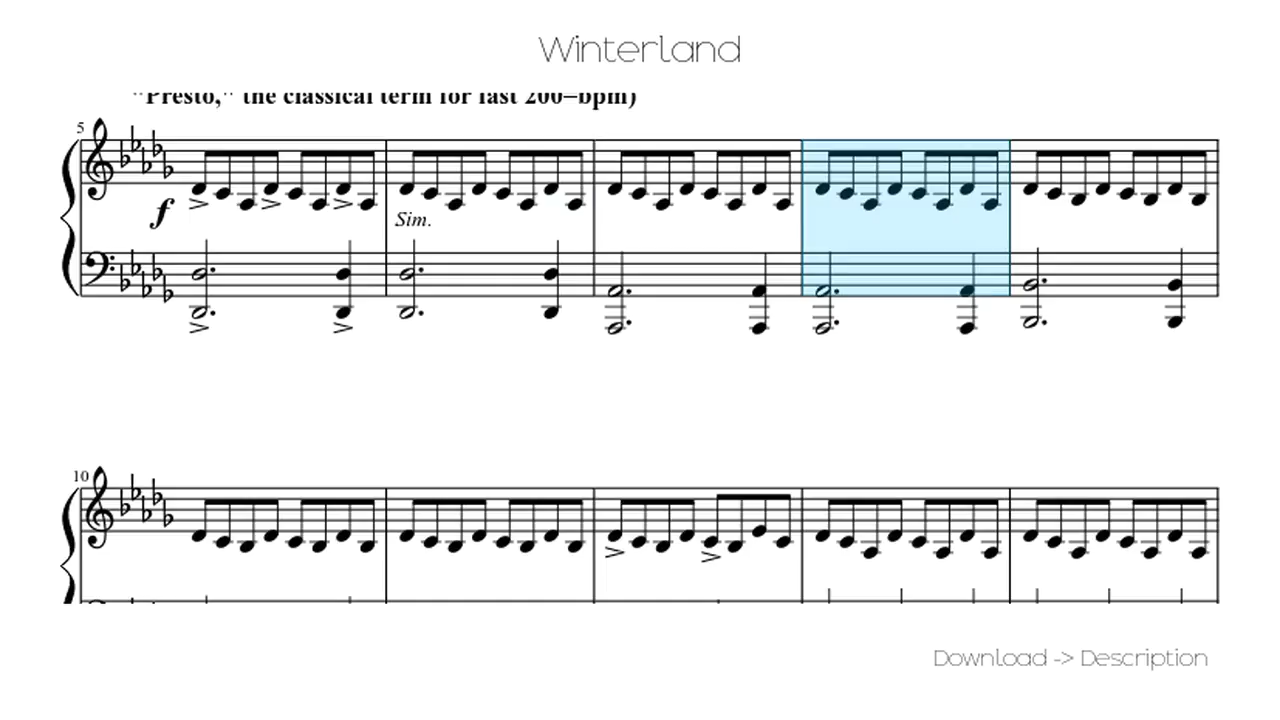 Winterland
"Presto," the classical term for fast 200-bpm)
5
f
Sim.
10
Download -> Description